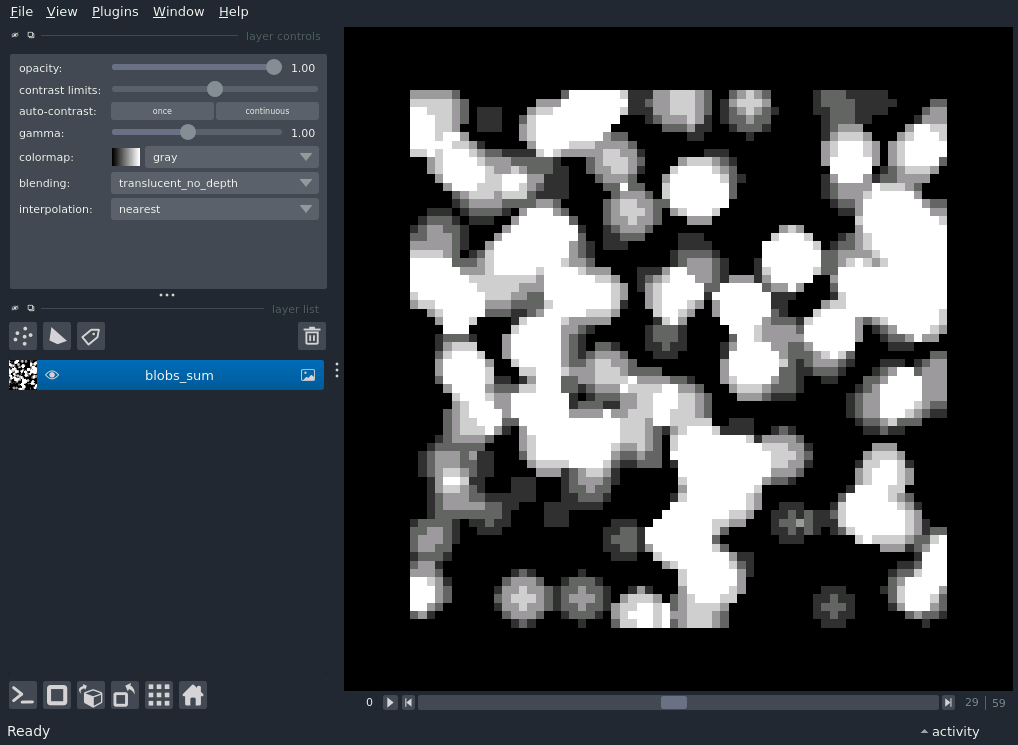 File View Plugins Window Help
layer controls
opacity: 1.00
contrast limits:
auto-contrast: once continuous
gamma: 1.00
colormap: gray
blending: translucent_no_depth
interpolation: nearest
layer list
blobs_sum
0 29 59
Ready activity